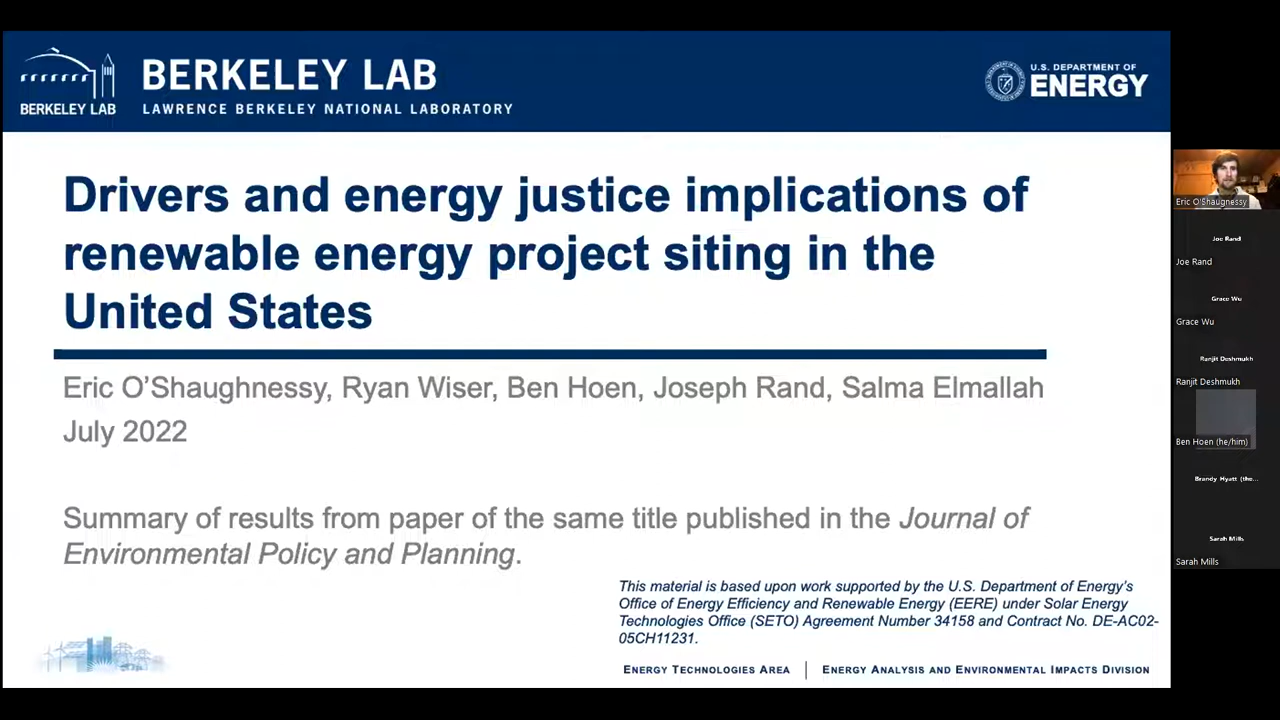 BERKELEY LAB
BERKELEY LAB
LAWRENCE BERKELEY NATIONAL LABORATORY
U.S. DEPARTMENT OF
ENERGY
Drivers and energy justice implications of
renewable energy project siting in the
United States
Eric O'Shaughnessy, Ryan Wiser, Ben Hoen, Joseph Rand, Salma Elmallah
July 2022
Summary of results from paper of the same title published in the Journal of
Environmental Policy and Planning.
This material is based upon work supported by the U.S. Department of Energy's
Office of Energy Efficiency and Renewable Energy (EERE) under Solar Energy
Technologies Office (SETO) Agreement Number 34158 and Contract No. DE-AC02-
05CH11231.
ENERGY TECHNOLOGIES AREA | ENERGY ANALYSIS AND ENVIRONMENTAL IMPACTS DIVISION
Eric O'Shaugnessy
Joe Rand
Joe Rand
Grace Wu
Grace Wu
Ranjit Deshmukh
Ranjit Deshmukh
Ben Hoen (he/him)
Brandy Hyatt (the...
Sarah Mills
Sarah Mills